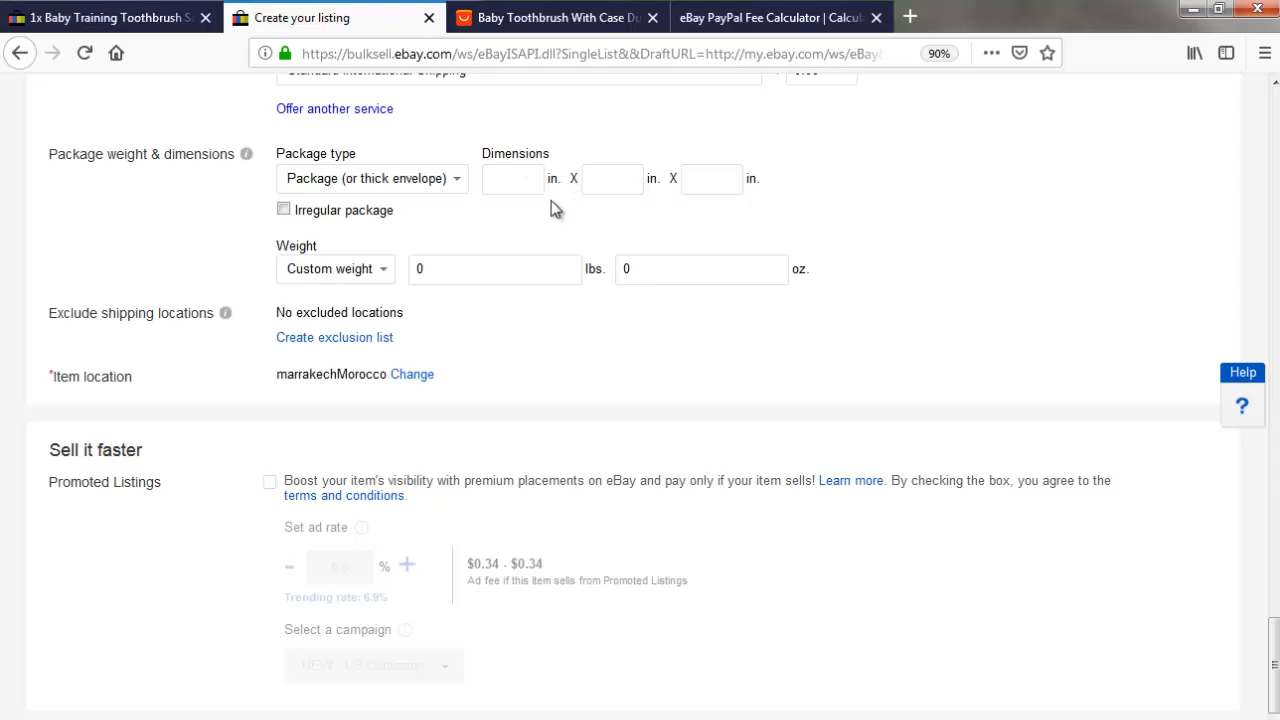 1x Baby Training Toothbrush Sa
Create your listing
Baby Toothbrush With Case Du
eBay PayPal Fee Calculator | Calcul
https://bulksell.ebay.com/ws/eBayISAPI.dll?SingleList&&DraftURL=http://my.ebay.com/ws/eBay
90%
Standard International Shipping
Offer another service
Package weight & dimensions
Package type
Dimensions
Package (or thick envelope)
in. X in. X in.
Irregular package
Weight
Custom weight
0 lbs. 0 oz.
Exclude shipping locations
No excluded locations
Create exclusion list
*Item location
marrakechMorocco Change
Help
?
Sell it faster
Promoted Listings
Boost your item's visibility with premium placements on eBay and pay only if your item sells! Learn more. By checking the box, you agree to the
terms and conditions.
Set ad rate
%
$0.34 - $0.34
Ad fee if this item sells from Promoted Listings
Trending rate: 6.9%
Select a campaign